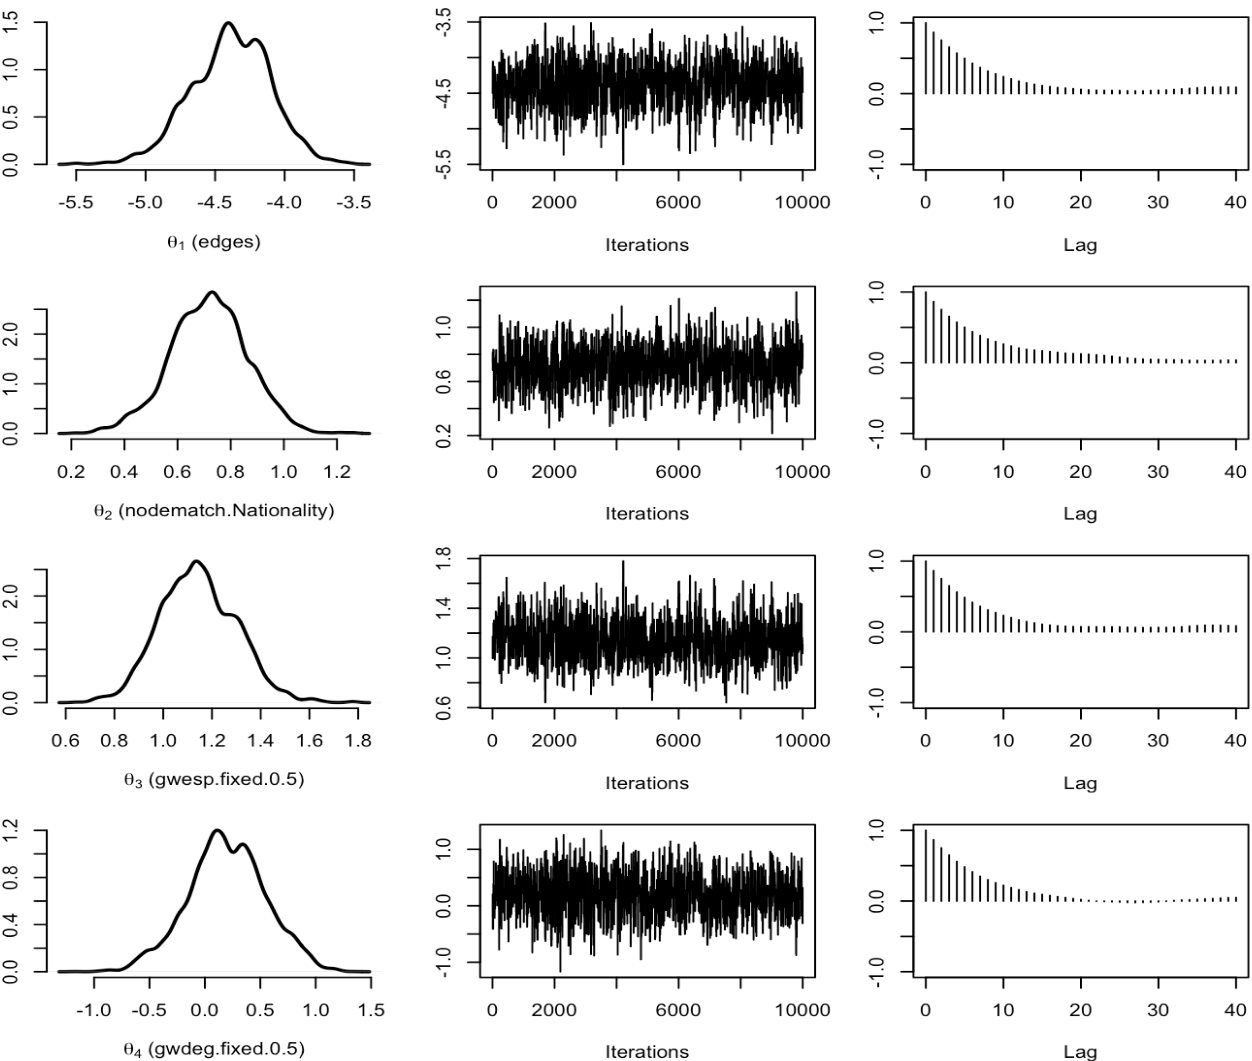 0.0 0.5 1.0 1.5
-5.5 -5.0 -4.5 -4.0 -3.5
θ1 (edges)
-5.5 -4.5 -3.5
0 2000 6000 10000
Iterations
-1.0 0.0 1.0
0 10 20 30 40
Lag
0.0 1.0 2.0
0.2 0.4 0.6 0.8 1.0 1.2
θ2 (nodematch.Nationality)
0.2 0.6 1.0
0 2000 6000 10000
Iterations
-1.0 0.0 1.0
0 10 20 30 40
Lag
0.0 1.0 2.0
0.6 0.8 1.0 1.2 1.4 1.6 1.8
θ3 (gwesp.fixed.0.5)
0.6 1.0 1.4 1.8
0 2000 6000 10000
Iterations
-1.0 0.0 1.0
0 10 20 30 40
Lag
0.0 0.4 0.8 1.2
-1.0 -0.5 0.0 0.5 1.0 1.5
θ4 (gwdeg.fixed.0.5)
-1.0 0.0 1.0
0 2000 6000 10000
Iterations
-1.0 0.0 1.0
0 10 20 30 40
Lag